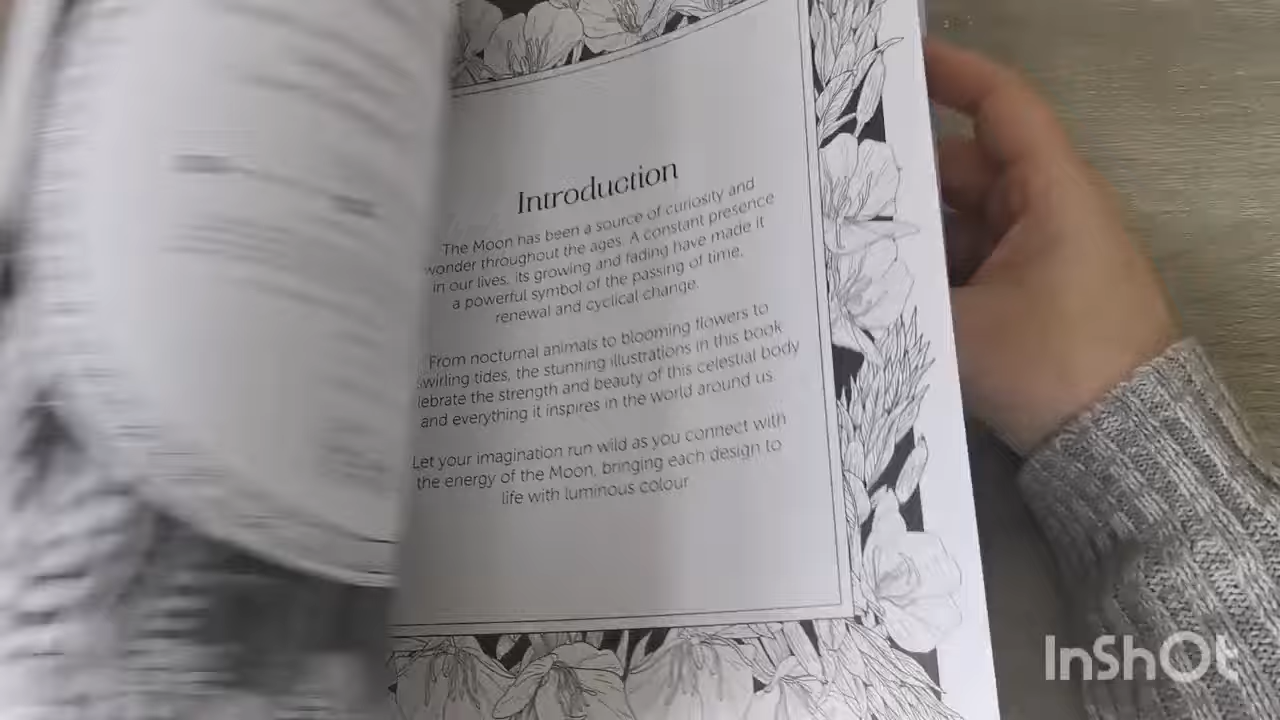 Introduction
The Moon has been a source of curiosity and
wonder throughout the ages. A constant presence
in our lives, its growing and fading have made it
a powerful symbol of the passing of time,
renewal and cyclical change.
From nocturnal animals to blooming flowers to
swirling tides, the stunning illustrations in this book
lebrate the strength and beauty of this celestial body
and everything it inspires in the world around us.
Let your imagination run wild as you connect with
the energy of the Moon, bringing each design to
life with luminous colour
InShOt